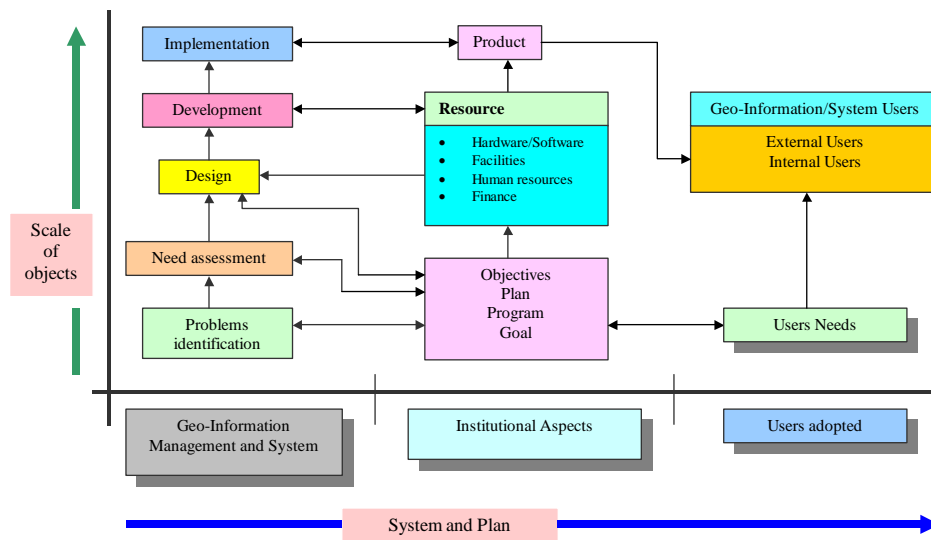 Implementation
Product
Development
Resource
• Hardware/Software
• Facilities
• Human resources
• Finance
Geo-Information/System Users
External Users
Internal Users
Design
Scale
of
objects
Need assessment
Objectives
Plan
Program
Goal
Problems
identification
Users Needs
Geo-Information
Management and System
Institutional Aspects
Users adopted
System and Plan